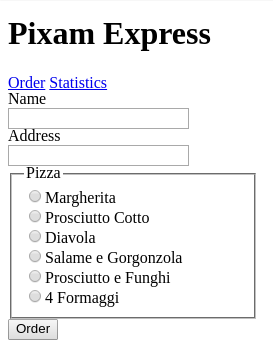 Pixam Express
Order Statistics
Name
Address
Pizza
Margherita
Prosciutto Cotto
Diavola
Salame e Gorgonzola
Prosciutto e Funghi
4 Formaggi
Order